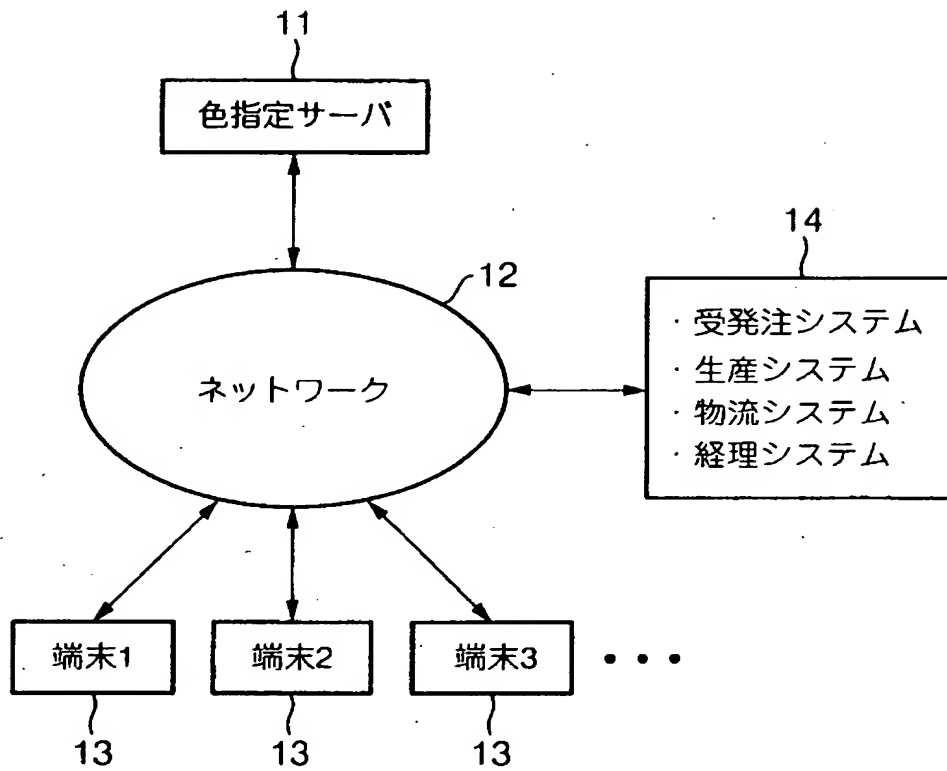 11
色指定サーバ
12
ネットワーク
14
・受発注システム
・生産システム
・物流システム
・経理システム
端末1
端末2
端末3
・・・
13
13
13